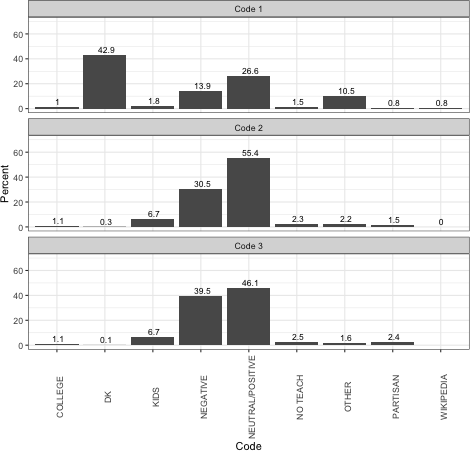 Code 1
60
40
20
0
1
42.9
1.8
13.9
26.6
1.5
10.5
0.8
0.8
Code 2
60
40
20
0
1.1
0.3
6.7
30.5
55.4
2.3
2.2
1.5
0
Code 3
60
40
20
0
1.1
0.1
6.7
39.5
46.1
2.5
1.6
2.4
Percent
COLLEGE
DK
KIDS
NEGATIVE
NEUTRAL/POSITIVE
NO TEACH
OTHER
PARTISAN
WIKIPEDIA
Code